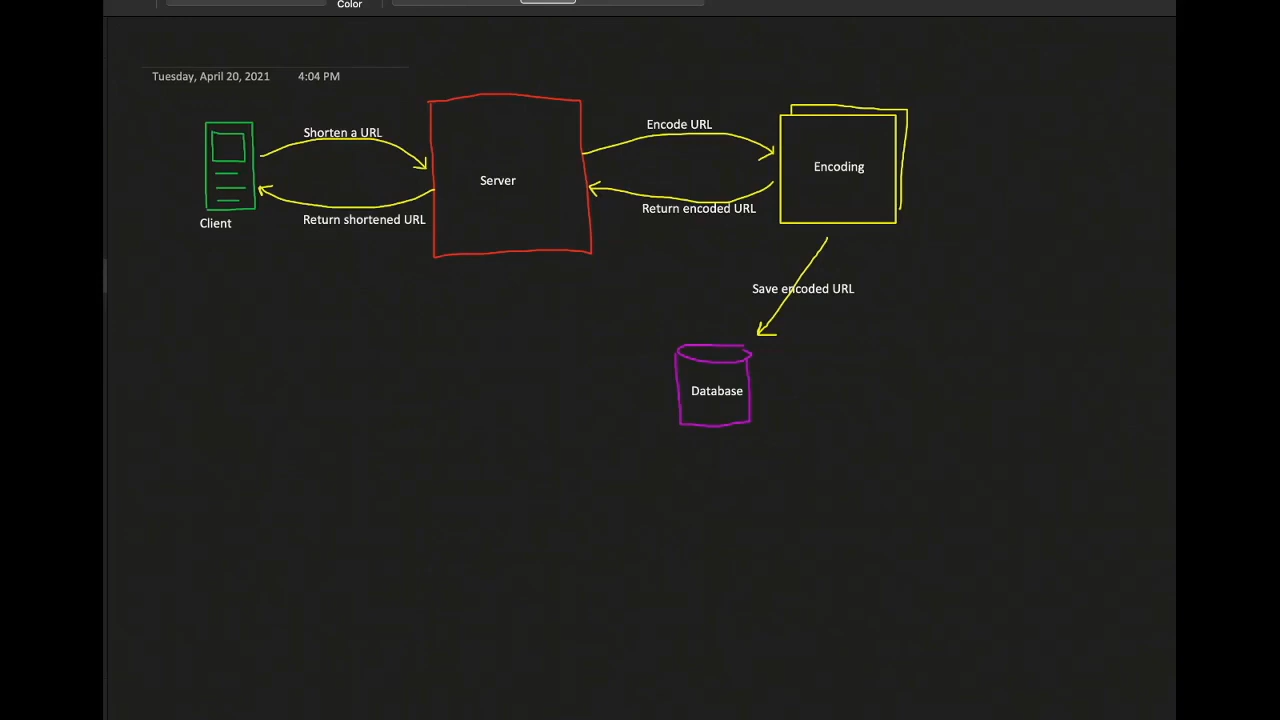 Color
Tuesday, April 20, 2021 4:04 PM
Shorten a URL
Encode URL
Encoding
Server
Return encoded URL
Return shortened URL
Client
Save encoded URL
Database